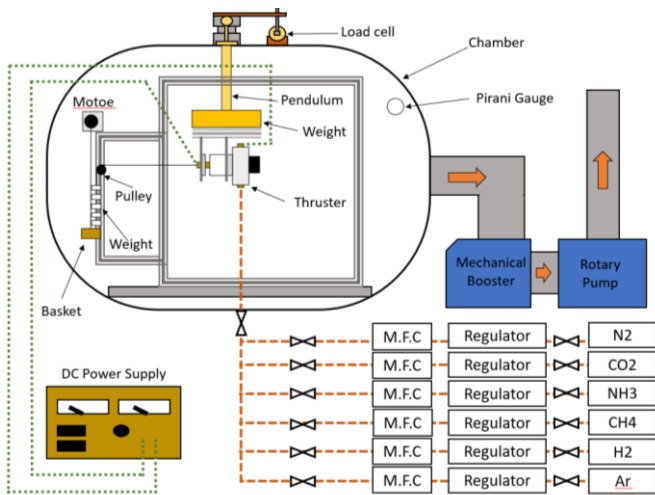 Load cell
Chamber
Pendulum
Pirani Gauge
Motoe
Weight
Pulley
Thruster
Weight
Basket
Mechanical
Booster
Rotary
Pump
DC Power Supply
M.F.C Regulator N2
M.F.C Regulator CO2
M.F.C Regulator NH3
M.F.C Regulator CH4
M.F.C Regulator H2
M.F.C Regulator Ar